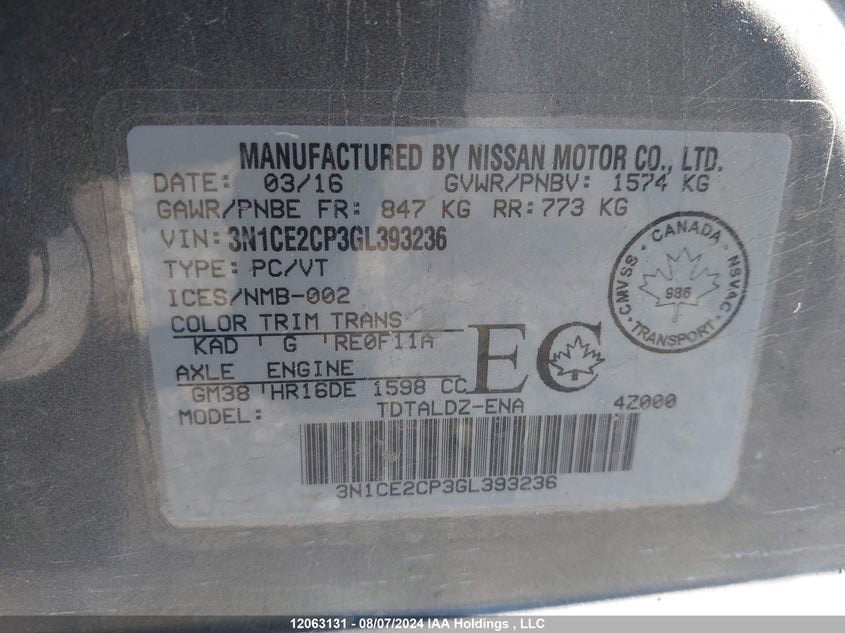 MANUFACTURED BY NISSAN MOTOR CO., LTD.
DATE: 03/16 GVWR/PNBV: 1574 KG
GAWR/PNBE FR: 847 KG RR: 773 KG
VIN: 3N1CE2CP3GL393236
TYPE: PC/VT
ICES/NMB-002
COLOR TRIM TRANS
KAD G RE0F11A
AXLE ENGINE
GM38 HR16DE 1598 CC
EC
CANADA
CMVSS NSVAC
986
TRANSPORT
MODEL: TDTALDZ-ENA 4Z000
3N1CE2CP3GL393236
12063131 - 08/07/2024 IAA Holdings, LLC